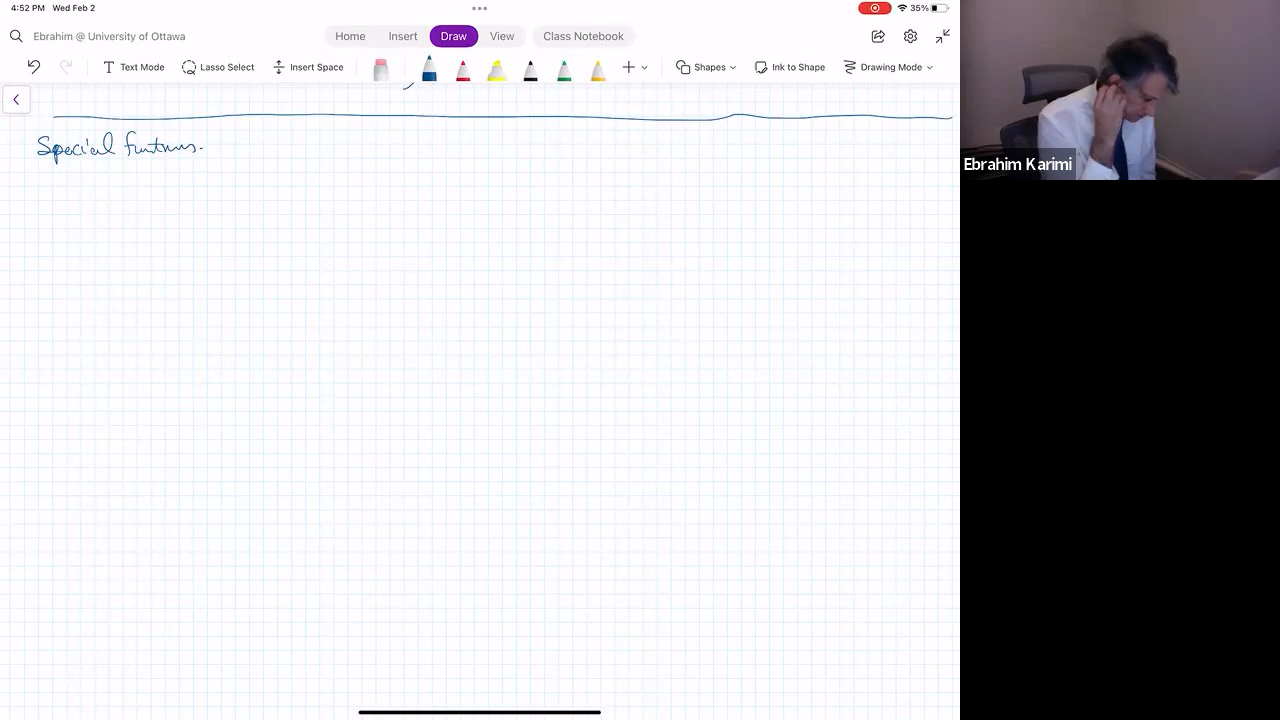 4:52 PM Wed Feb 2
35%
Ebrahim @ University of Ottawa
Home Insert Draw View Class Notebook
Text Mode Lasso Select Insert Space Shapes Ink to Shape Drawing Mode
Special funtnus.
Ebrahim Karimi